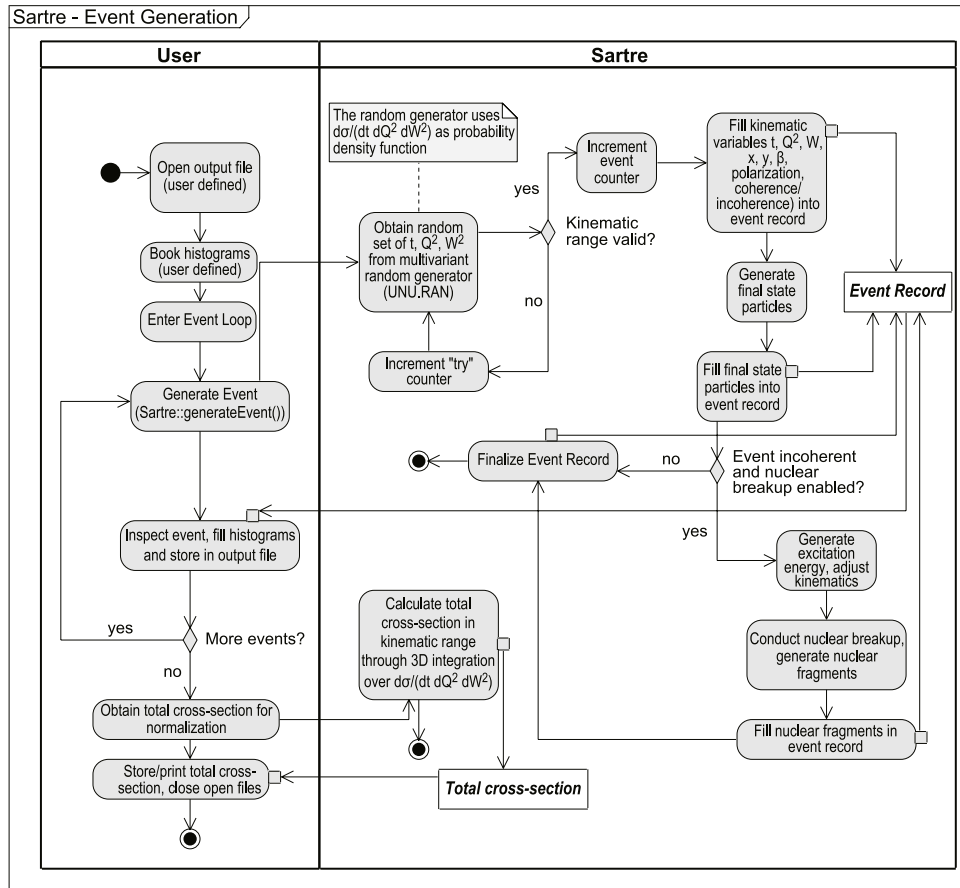 Sartre - Event Generation
User
Sartre
Open output file
(user defined)
Book histograms
(user defined)
Enter Event Loop
Generate Event
(Sartre::generateEvent())
Inspect event, fill histograms
and store in output file
yes
More events?
no
Obtain total cross-section for
normalization
Store/print total cross-
section, close open files
The random generator uses
dσ/(dt dQ² dW²) as probability
density function
Obtain random
set of t, Q², W²
from multivariant
random generator
(UNU.RAN)
Increment "try"
counter
yes
Kinematic
range valid?
no
Increment
event
counter
Fill kinematic
variables t, Q², W,
x, y, β,
polarization,
coherence/
incoherence) into
event record
Generate
final state
particles
Event Record
Fill final state
particles into
event record
Finalize Event Record
no
Event incoherent
and nuclear
breakup enabled?
yes
Generate
excitation
energy, adjust
kinematics
Conduct nuclear breakup,
generate nuclear
fragments
Fill nuclear fragments in
event record
Calculate total
cross-section in
kinematic range
through 3D integration
over dσ/(dt dQ² dW²)
Total cross-section